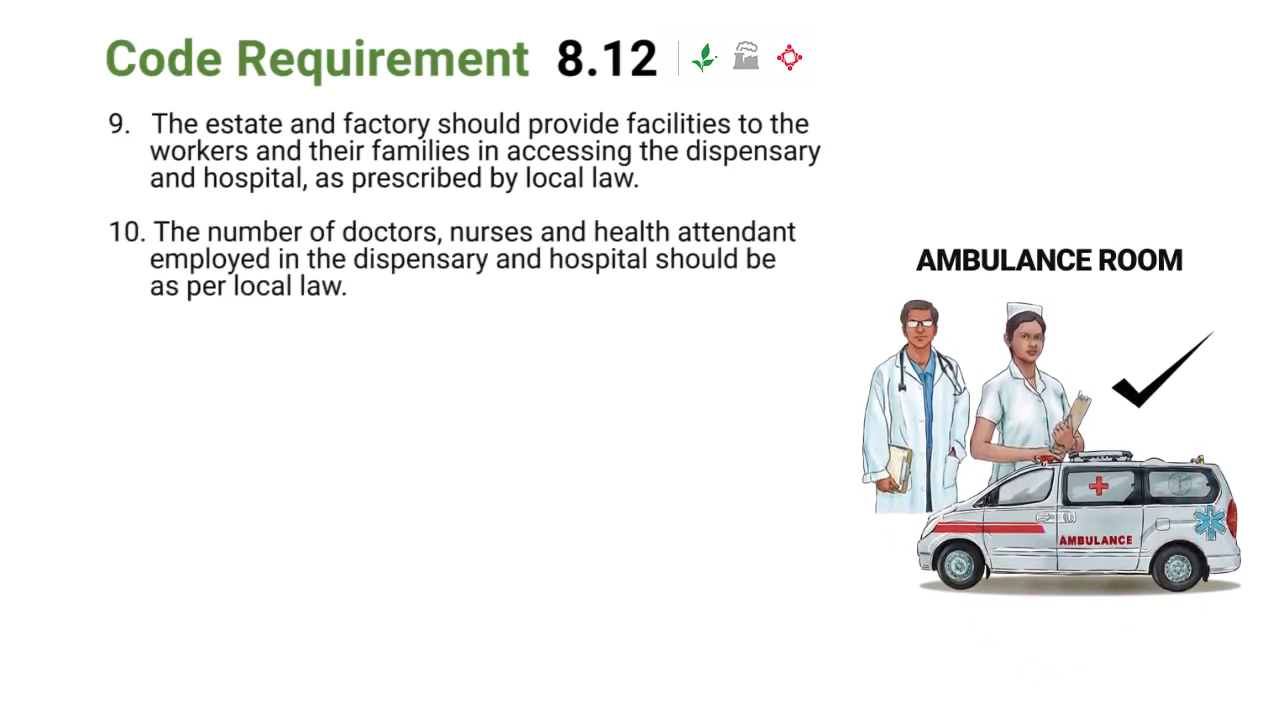 Code Requirement 8.12
9. The estate and factory should provide facilities to the
workers and their families in accessing the dispensary
and hospital, as prescribed by local law.
10. The number of doctors, nurses and health attendant
employed in the dispensary and hospital should be
as per local law.
AMBULANCE ROOM
AMBULANCE